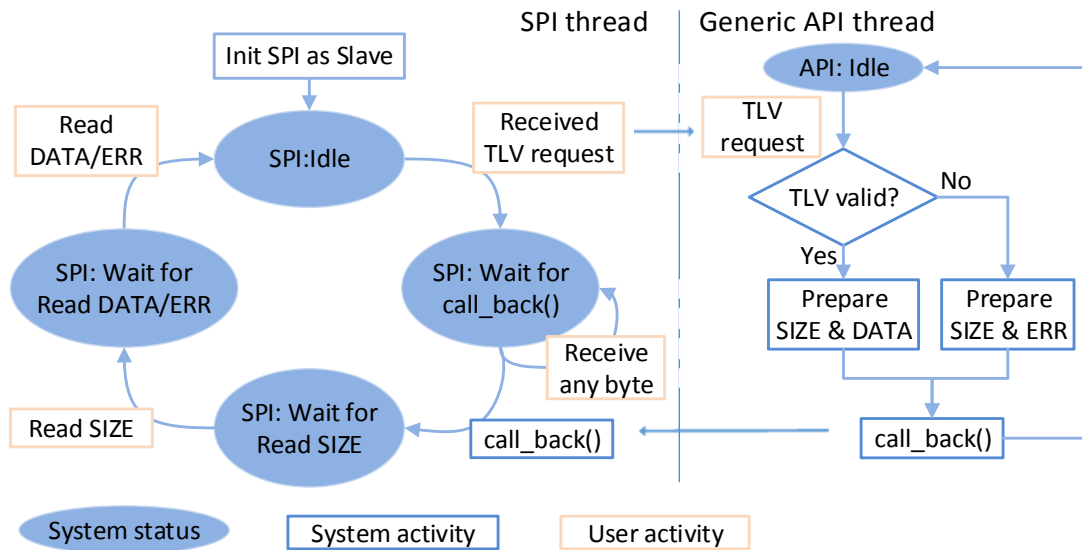 SPI thread
Generic API thread
Init SPI as Slave
API: Idle
Read
DATA/ERR
SPI:Idle
Received
TLV request
TLV
request
TLV valid?
No
Yes
SPI: Wait for
Read DATA/ERR
SPI: Wait for
call_back()
Prepare
SIZE & DATA
Prepare
SIZE & ERR
Receive
any byte
Read SIZE
SPI: Wait for
Read SIZE
call_back()
call_back()
System status
System activity
User activity